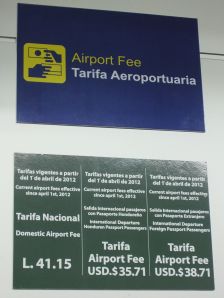 Airport Fee
Tarifa Aeroportuaria
Tarifas vigentes a partir
del 1 de abril de 2012
Current airport fees effective
since april 1st, 2012
Tarifa Nacional
Domestic Airport Fee
L. 41.15
Tarifas vigentes a partir
del 1 de abril de 2012
Current airport fees effective
since april 1st, 2012
Salida Internacional pasajeros
con Pasaporte Hondureño
International Departure
Honduran Passport Passengers
Tarifa
Airport Fee
USD.$35.71
Tarifas vigentes a partir
del 1 de abril de 2012
Current airport fees effective
since april 1st, 2012
Salida Internacional pasajeros
con Pasaporte Extranjero
International Departure
Foreign Passport Passengers
Tarifa
Airport Fee
USD.$38.71